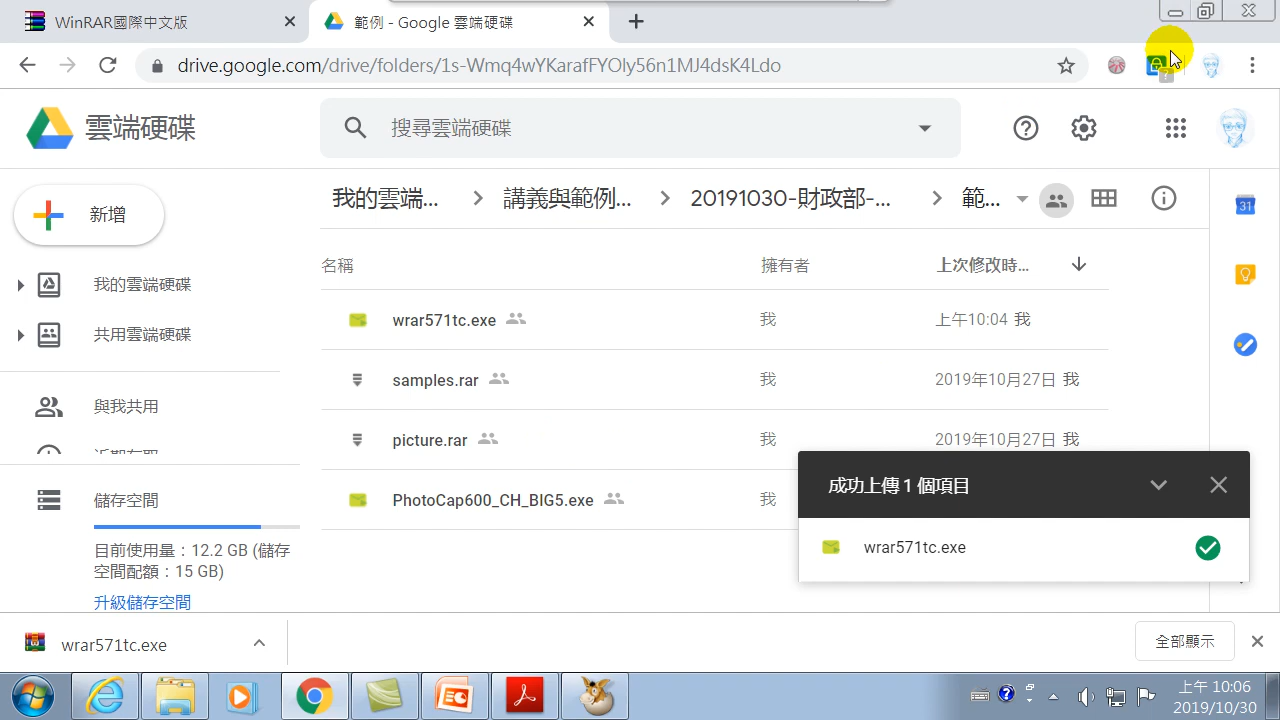 WinRAR國際中文版
範例 - Google 雲端硬碟
drive.google.com/drive/folders/1SrWmg4wYKarafFYOly56n1MJ4dsK4Ldo
雲端硬碟
搜尋雲端硬碟
新增
我的雲端...
講義與範例...
20191030-財政部-...
範...
31
名稱
擁有者
上次修改時...
我的雲端硬碟
共用雲端硬碟
與我共用
wrar571tc.exe
我
上午10:04 我
samples.rar
我
2019年10月27日 我
picture.rar
我
2019年10月27日 我
PhotoCap600_CH_BIG5.exe
我
儲存空間
目前使用量：12.2 GB (儲存
空間配額：15 GB)
升級儲存空間
成功上傳 1 個項目
wrar571tc.exe
wrar571tc.exe
全部顯示
上午 10:06
2019/10/30